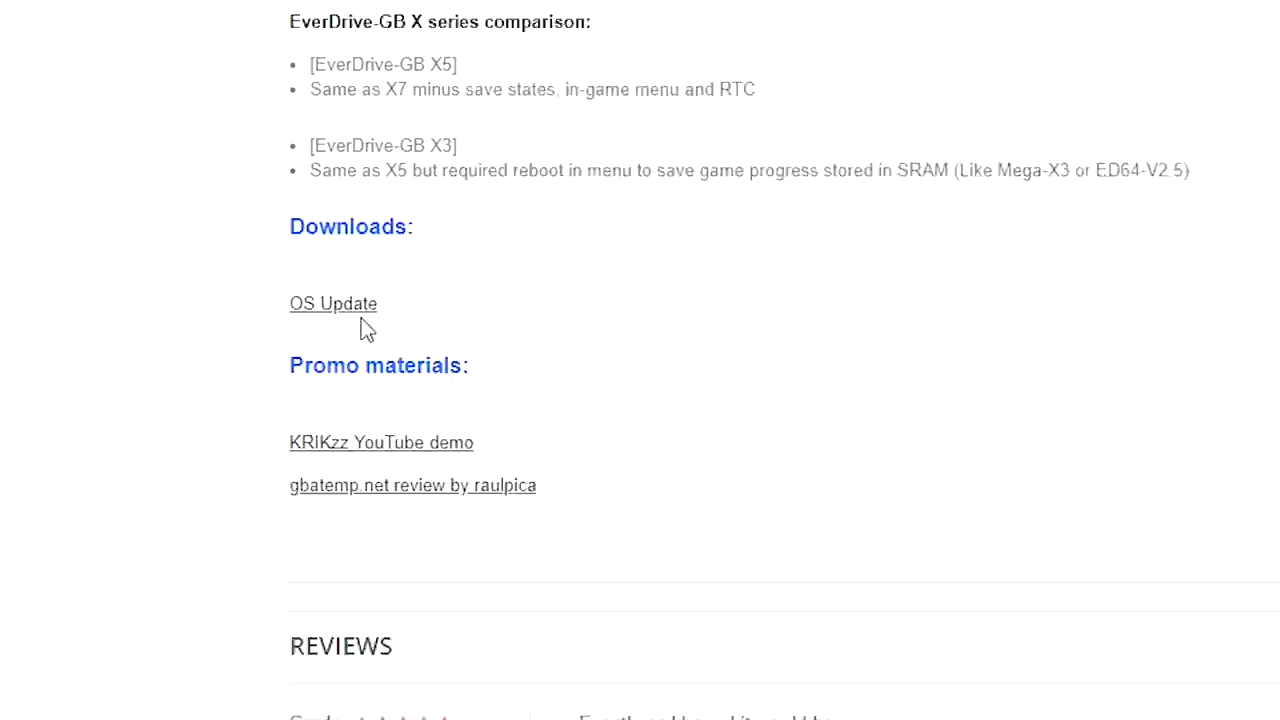 EverDrive-GB X series comparison:
[EverDrive-GB X5]
Same as X7 minus save states, in-game menu and RTC
[EverDrive-GB X3]
Same as X5 but required reboot in menu to save game progress stored in SRAM (Like Mega-X3 or ED64-V2.5)
Downloads:
OS Update
Promo materials:
KRIKzz YouTube demo
gbatemp.net review by raulpica
REVIEWS